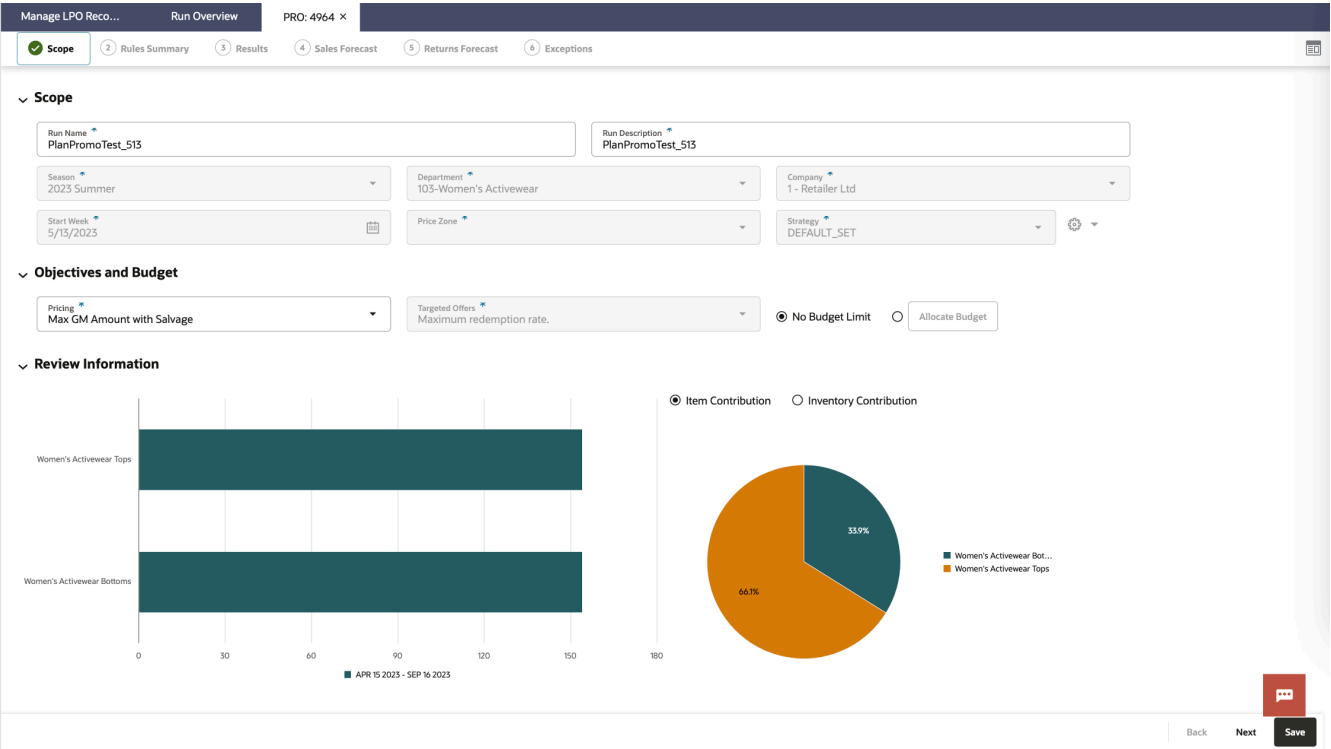 Manage LPO Reco... Run Overview PRO: 4964 ×
Scope 2 Rules Summary 3 Results 4 Sales Forecast 5 Returns Forecast 6 Exceptions
Scope
Run Name * Run Description *
PlanPromoTest_513 PlanPromoTest_513
Season * Department * Company *
2023 Summer 103-Women's Activewear 1 - Retailer Ltd
Start Week * Price Zone * Strategy *
5/13/2023 DEFAULT_SET
Objectives and Budget
Pricing * Targeted Offers *
Max GM Amount with Salvage Maximum redemption rate. No Budget Limit Allocate Budget
Review Information
Item Contribution Inventory Contribution
Women's Activewear Tops
33.9%
Women's Activewear Bot...
Women's Activewear Tops
Women's Activewear Bottoms
66.1%
0 30 60 90 120 150 180
APR 15 2023 - SEP 16 2023
Back Next Save